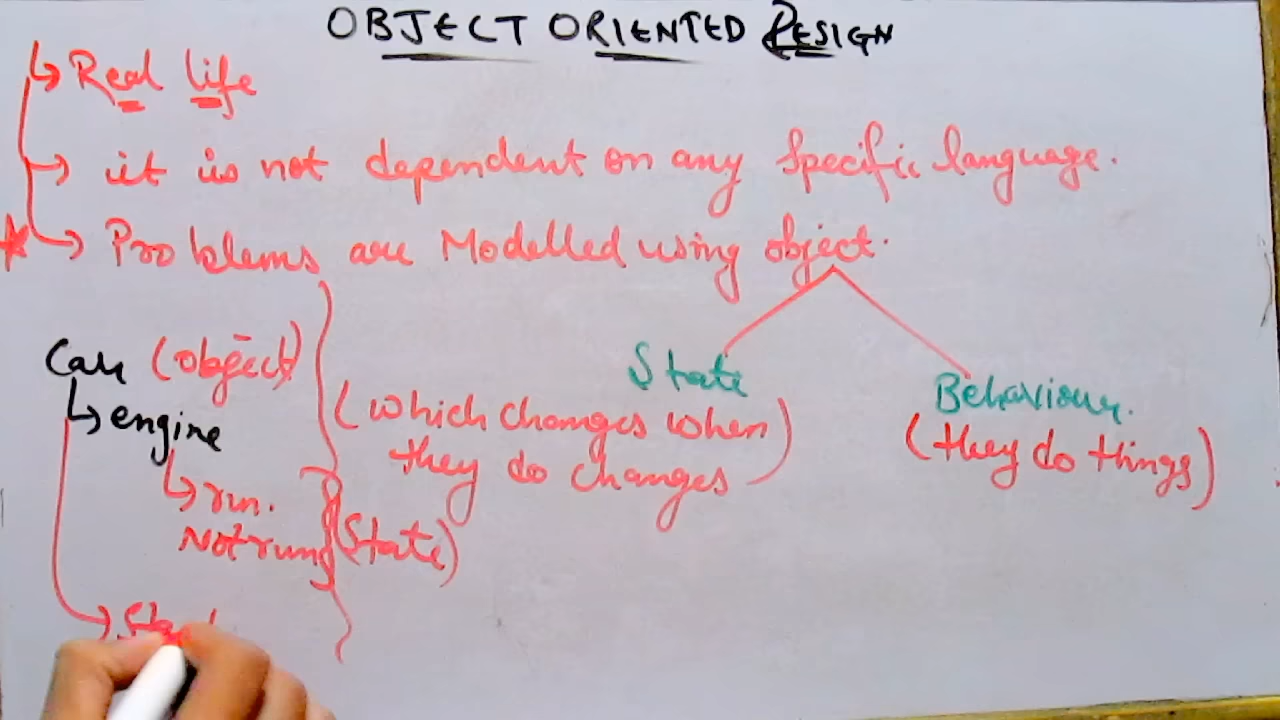 OBJECT ORIENTED DESIGN
Real life
it is not dependent on any specific language.
Problems are Modelled using object.
Car (object)
engine
run.
Not rung (State)
State
(which changes when
they do changes
Behaviour.
(they do things)